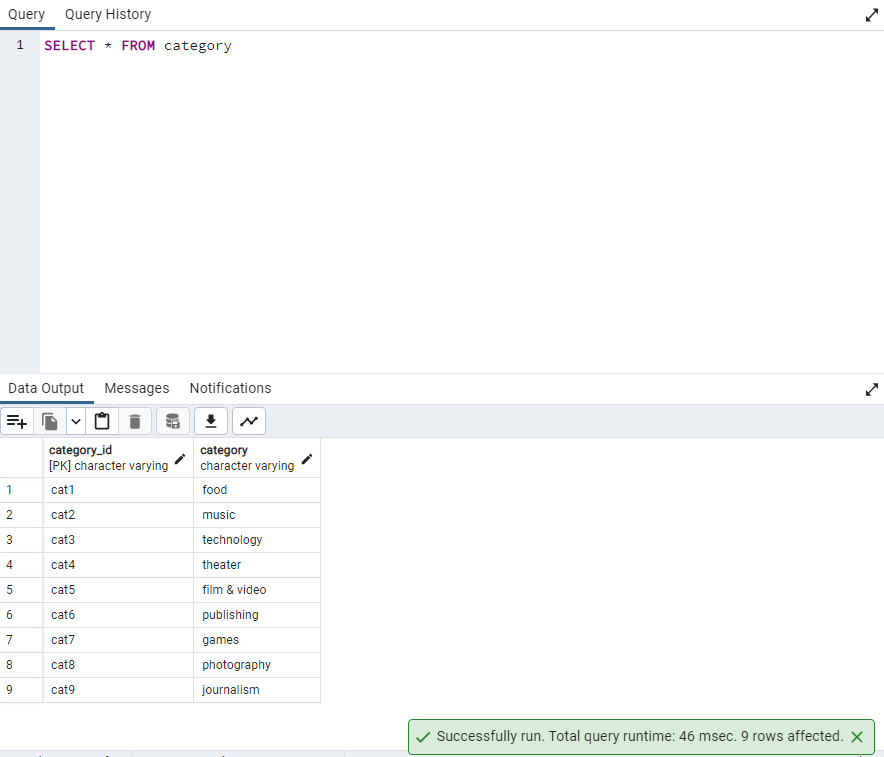 Query Query History
1 SELECT * FROM category
Data Output Messages Notifications
category_id category
[PK] character varying character varying
1 cat1 food
2 cat2 music
3 cat3 technology
4 cat4 theater
5 cat5 film & video
6 cat6 publishing
7 cat7 games
8 cat8 photography
9 cat9 journalism
Successfully run. Total query runtime: 46 msec. 9 rows affected.